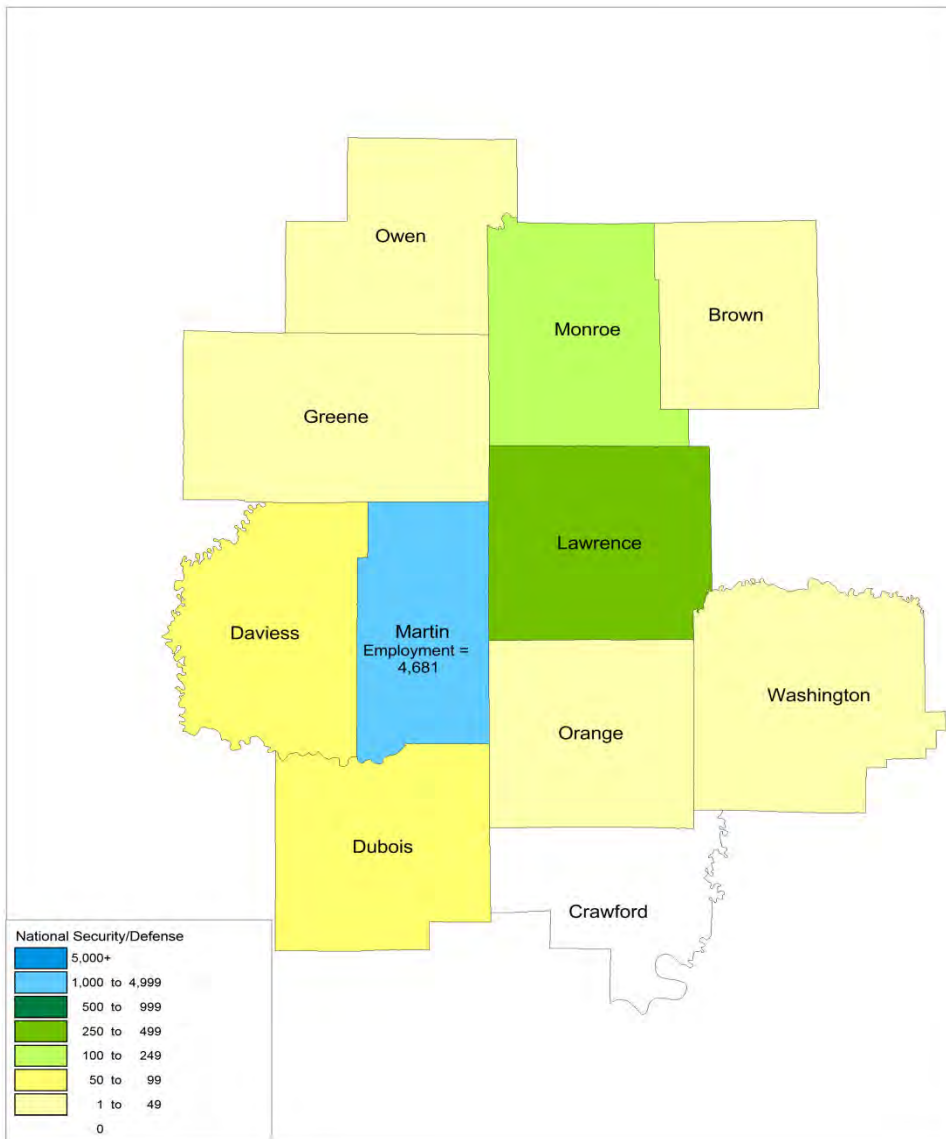 Owen
Brown
Monroe
Greene
Lawrence
Daviess
Martin
Employment =
4,681
Washington
Orange
Dubois
Crawford
National Security/Defense
5,000+
1,000 to 4,999
500 to 999
250 to 499
100 to 249
50 to 99
1 to 49
0